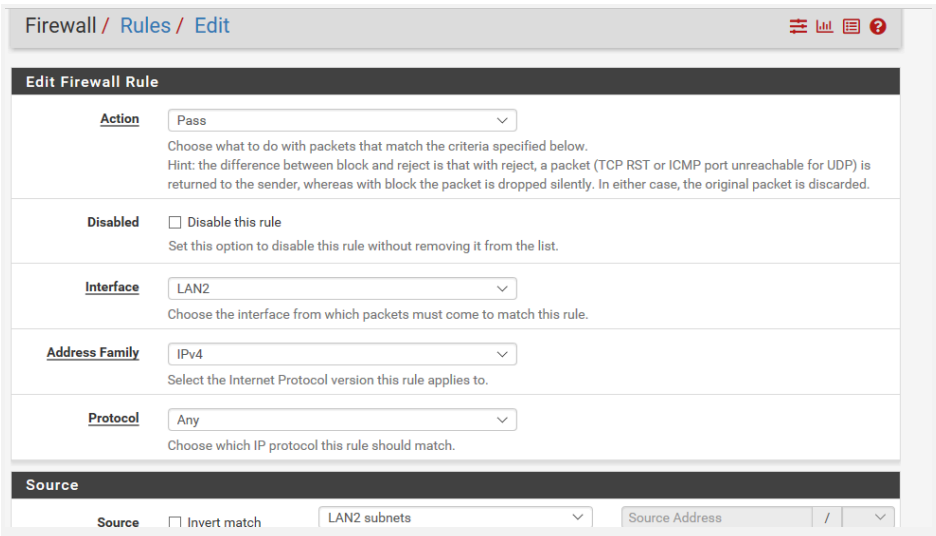 Firewall / Rules / Edit
Edit Firewall Rule
Action
Pass
Choose what to do with packets that match the criteria specified below.
Hint: the difference between block and reject is that with reject, a packet (TCP RST or ICMP port unreachable for UDP) is
returned to the sender, whereas with block the packet is dropped silently. In either case, the original packet is discarded.
Disabled
Disable this rule
Set this option to disable this rule without removing it from the list.
Interface
LAN2
Choose the interface from which packets must come to match this rule.
Address Family
IPv4
Select the Internet Protocol version this rule applies to.
Protocol
Any
Choose which IP protocol this rule should match.
Source
Source
Invert match
LAN2 subnets
Source Address
/